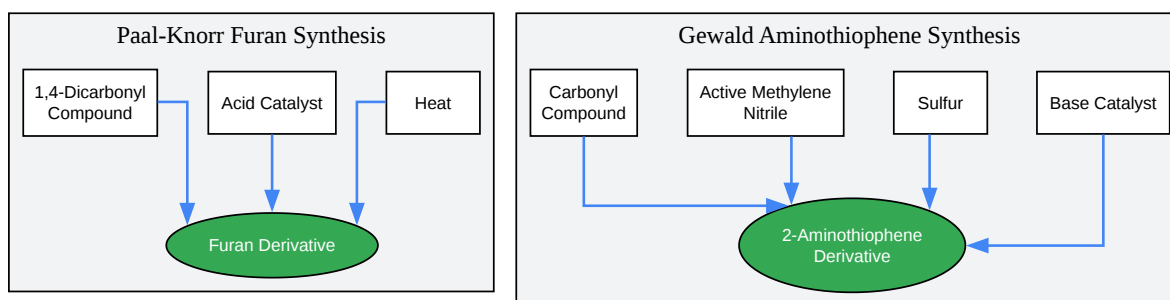 Paal-Knorr Furan Synthesis
1,4-Dicarbonyl
Compound
Acid Catalyst
Heat
Furan Derivative
Gewald Aminothiophene Synthesis
Carbonyl
Compound
Active Methylene
Nitrile
Sulfur
Base Catalyst
2-Aminothiophene
Derivative